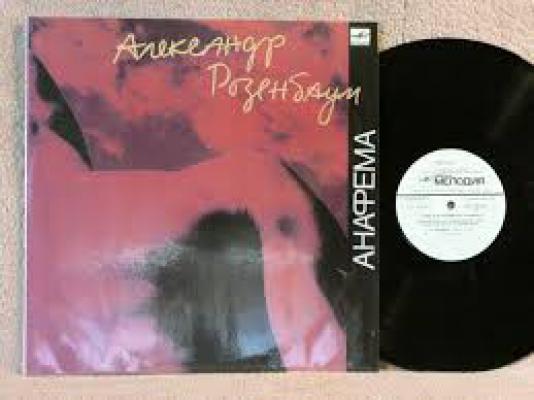 Александр
Розенбаум
АНАФЕМА
МЕЛОДИЯ